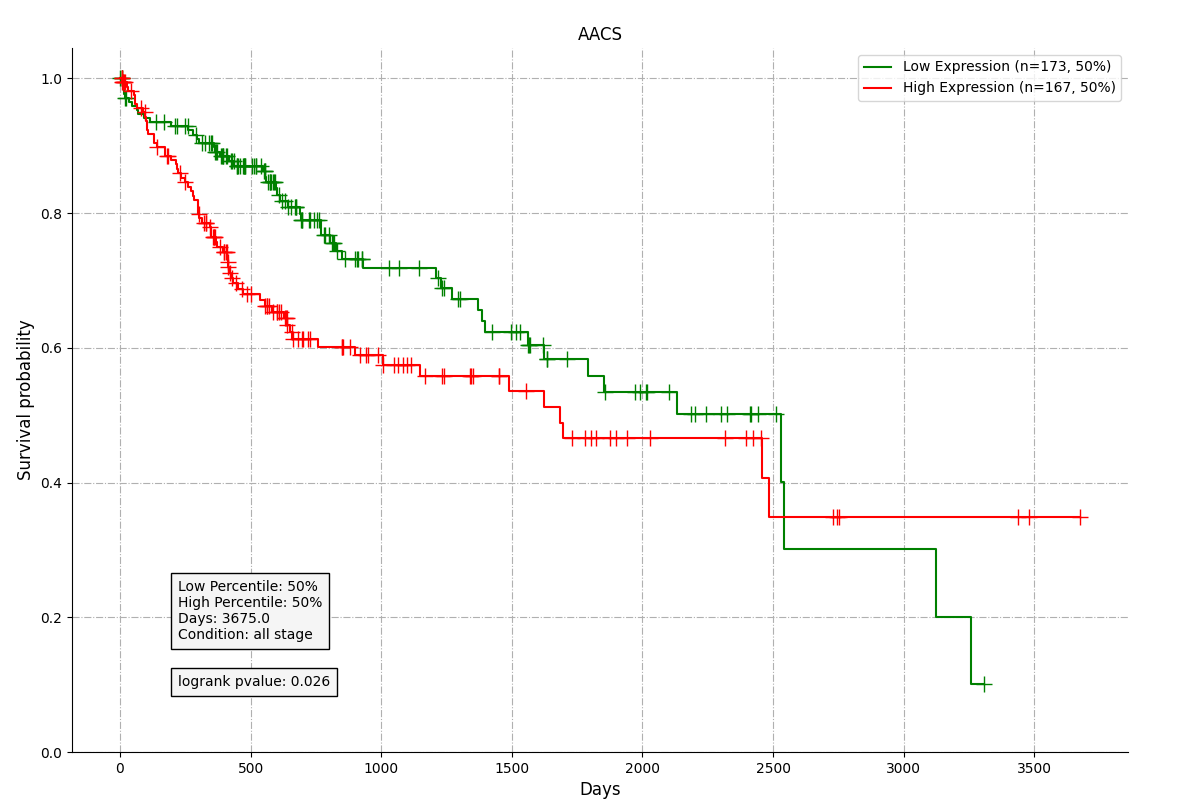 AACS
Low Expression (n=173, 50%)
High Expression (n=167, 50%)
Survival probability
1.0
0.8
0.6
0.4
0.2
0.0
Low Percentile: 50%
High Percentile: 50%
Days: 3675.0
Condition: all stage
logrank pvalue: 0.026
0 500 1000 1500 2000 2500 3000 3500
Days